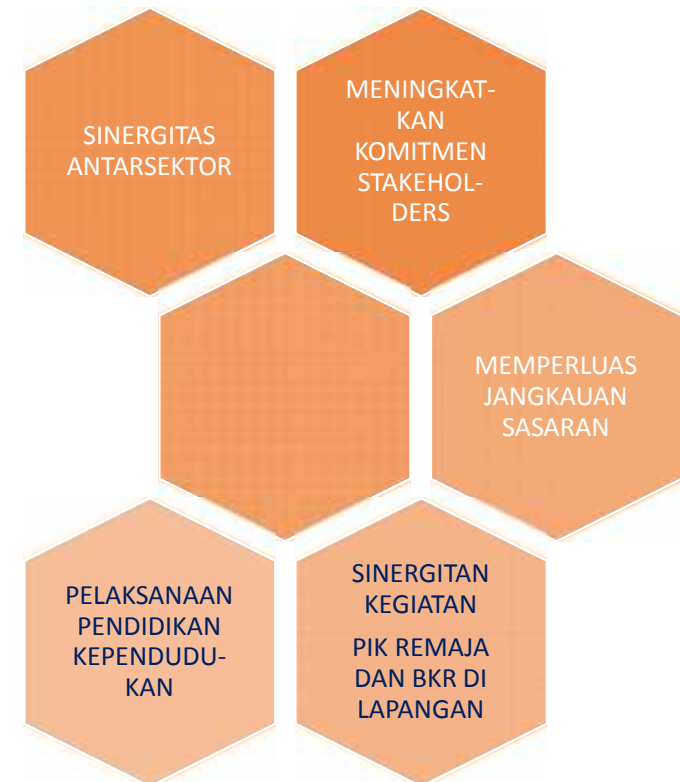 SINERGITAS
ANTARSEKTOR
MENINGKAT-
KAN
KOMITMEN
STAKEHOL-
DERS
MEMPERLUAS
JANGKAUAN
SASARAN
PELAKSANAAN
PENDIDIKAN
KEPENDUDU-
KAN
SINERGITAN
KEGIATAN
PIK REMAJA
DAN BKR DI
LAPANGAN